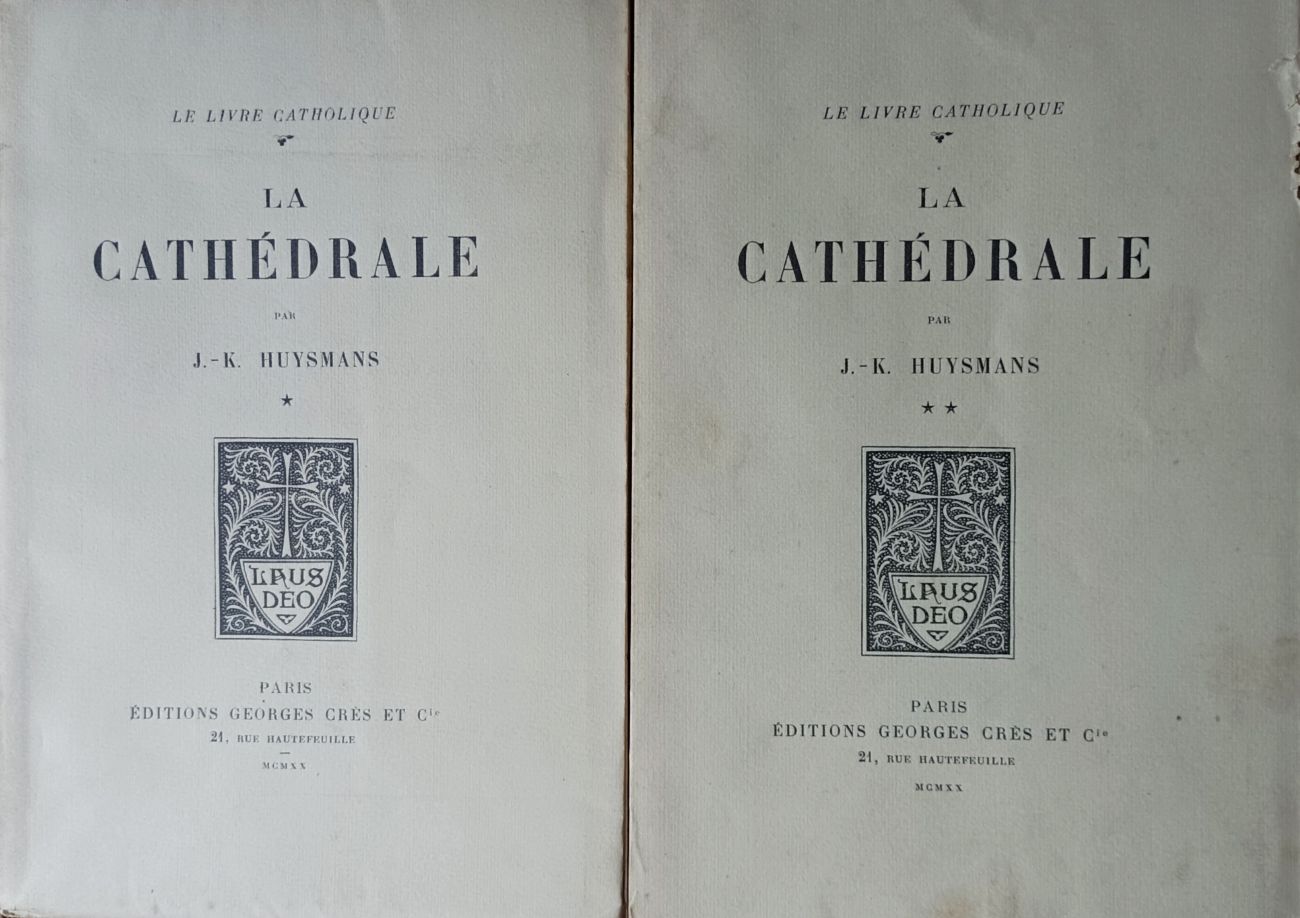 LE LIVRE CATHOLIQUE
LA
CATHÉDRALE
PAR
J.-K. HUYSMANS
★
LAUS
DEO
PARIS
ÉDITIONS GEORGES CRÈS ET Cie
21, RUE HAUTEFEUILLE
MCMXX
LE LIVRE CATHOLIQUE
LA
CATHÉDRALE
PAR
J.-K. HUYSMANS
★ ★
LAUS
DEO
PARIS
ÉDITIONS GEORGES CRÈS ET Cie
21, RUE HAUTEFEUILLE
MCMXX